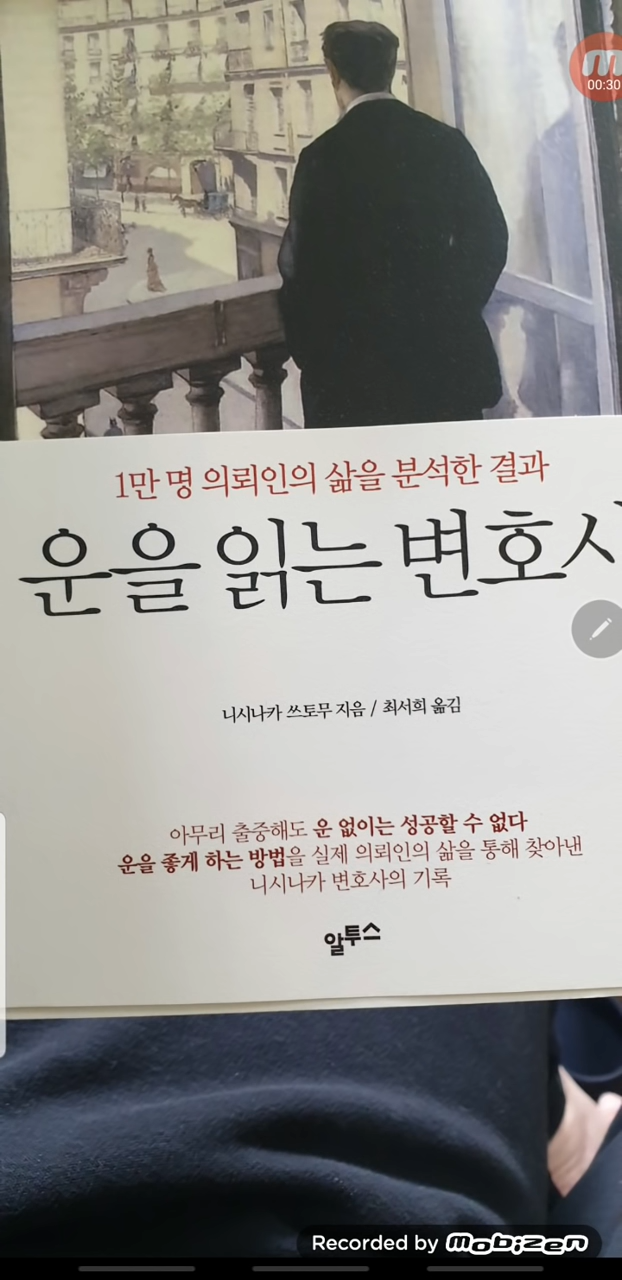 00:30
1만 명 의뢰인의 삶을 분석한 결과
운을 읽는 변호사
니시나카 쓰토무 지음 / 최서희 옮김
아무리 출중해도 운 없이는 성공할 수 없다
운을 좋게 하는 방법을 실제 의뢰인의 삶을 통해 찾아낸
니시나카 변호사의 기록
알투스
Recorded by mobizen